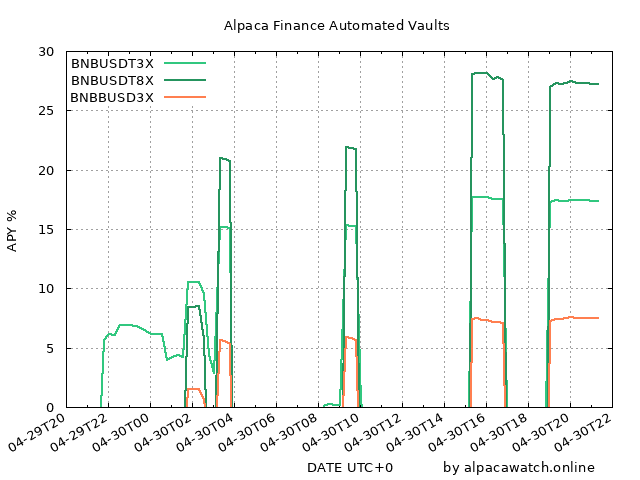 Alpaca Finance Automated Vaults
BNBUSDT3X
BNBUSDT8X
BNBBUSD3X
APY %
30
25
20
15
10
5
0
04-29T20
04-29T22
04-30T00
04-30T02
04-30T04
04-30T06
04-30T08
04-30T10
04-30T12
04-30T14
04-30T16
04-30T18
04-30T20
04-30T22
DATE UTC+0
by alpacawatch.online